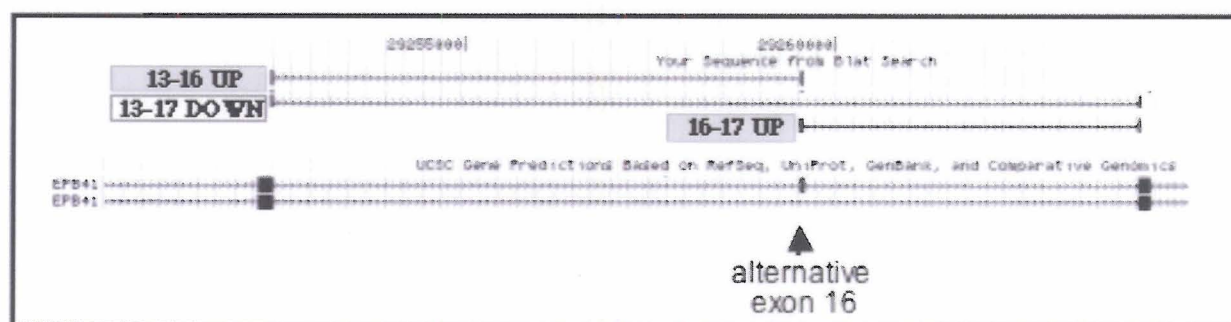 29255000| 29260000|
Your Sequence from Blat Search
13-16 UP
13-17 DOWN
16-17 UP
UCSC Gene Predictions Based on RefSeq, UniProt, GenBank, and Comparative Genomics
EPB41
EPB41
alternative
exon 16